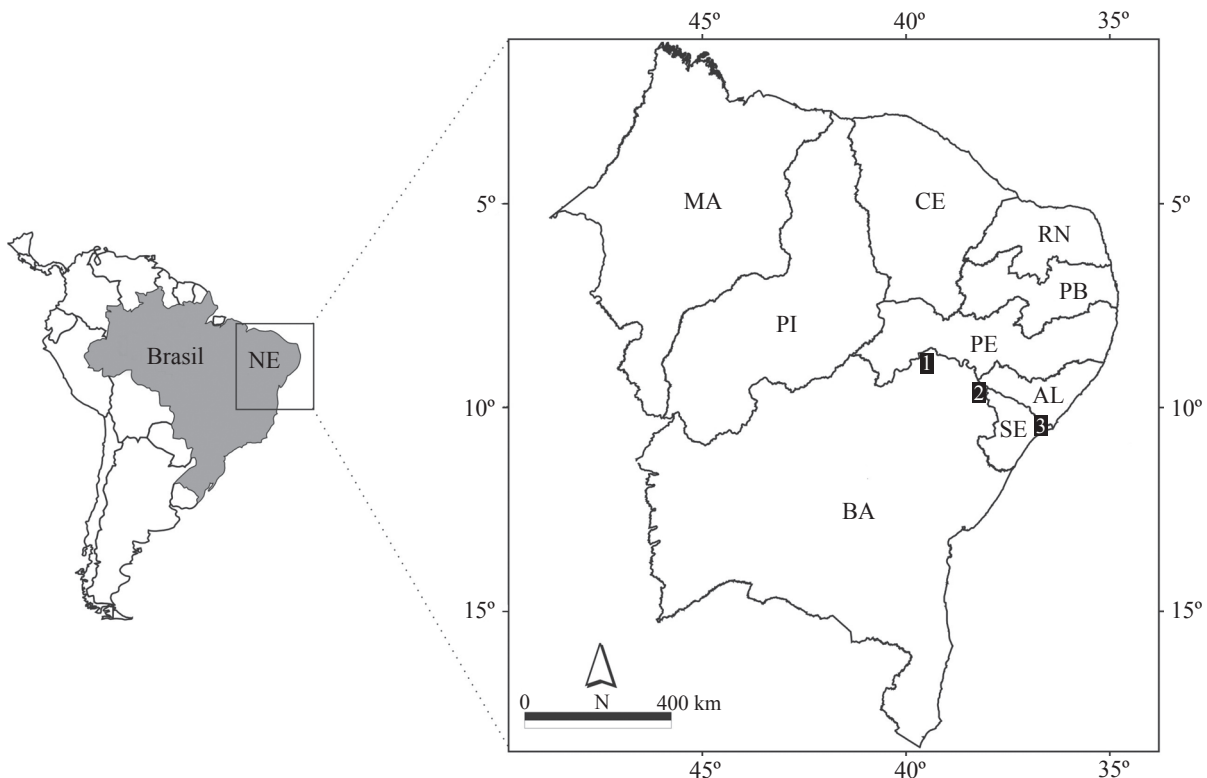 45º 40º 35º
5º MA CE 5º
RN
PB
PI
Brasil NE PE
1
2 AL
10º 10º
SE 3
BA
15º 15º
0 N 400 km
45º 40º 35º